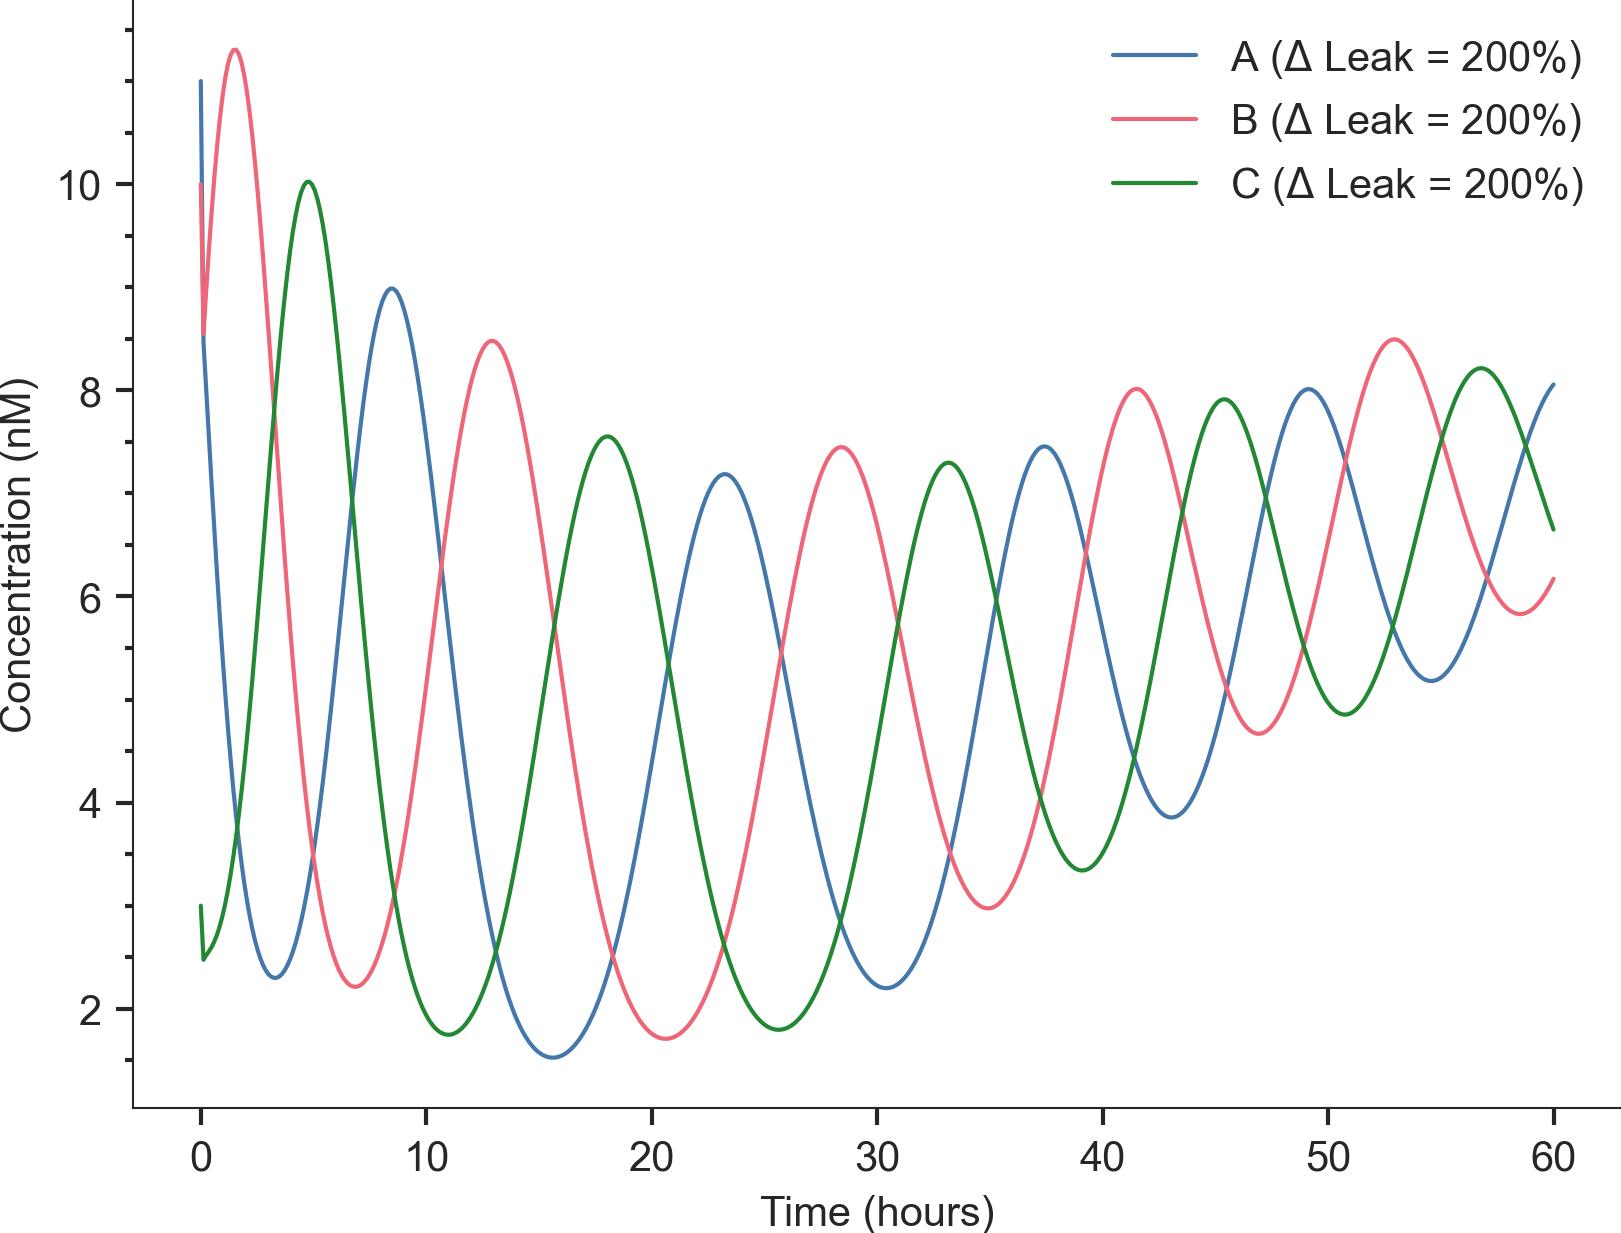 A (Δ Leak = 200%)
B (Δ Leak = 200%)
C (Δ Leak = 200%)
Concentration (nM)
10
8
6
4
2
0 10 20 30 40 50 60
Time (hours)